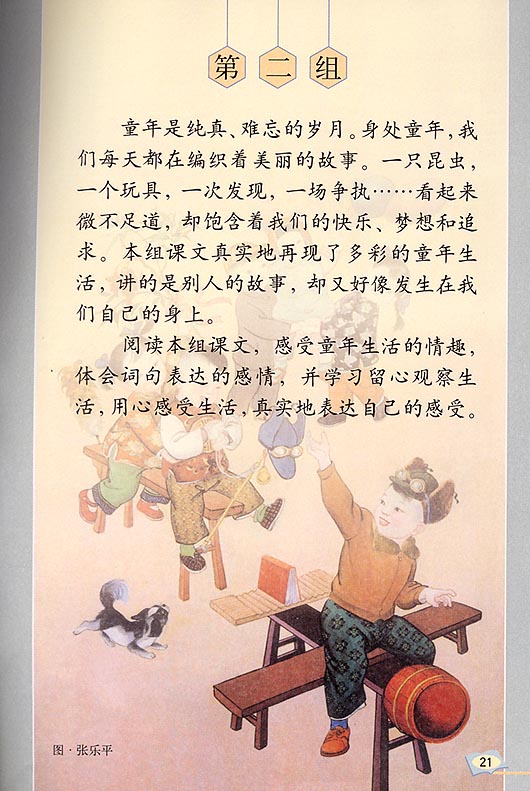 第二组
童年是纯真、难忘的岁月。身处童年，我
们每天都在编织着美丽的故事。一只昆虫，
一个玩具，一次发现，一场争执……看起来
微不足道，却饱含着我们的快乐、梦想和追
求。本组课文真实地再现了多彩的童年生
活，讲的是别人的故事，却又好像发生在我
们自己的身上。
阅读本组课文，感受童年生活的情趣，
体会词句表达的感情，并学习留心观察生
活，用心感受生活，真实地表达自己的感受。
图·张乐平
21